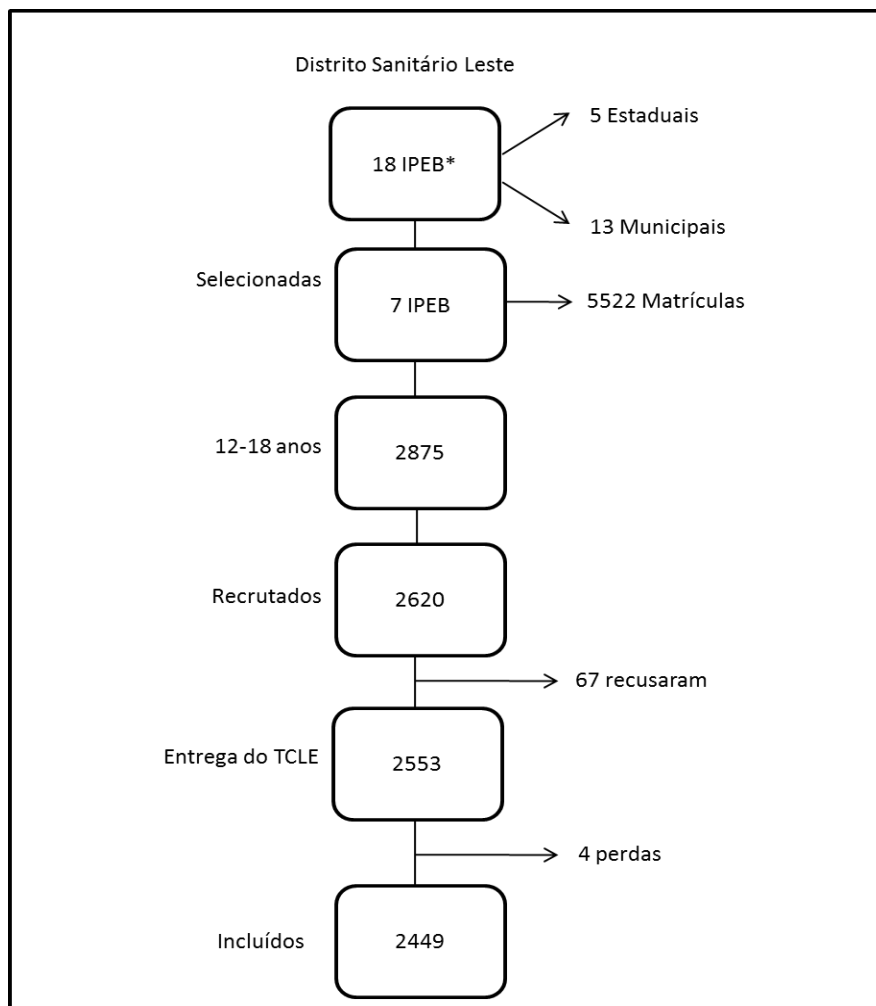 Distrito Sanitário Leste
18 IPEB*
5 Estaduais
13 Municipais
Selecionadas
7 IPEB
5522 Matrículas
12-18 anos
2875
Recrutados
2620
67 recusaram
Entrega do TCLE
2553
4 perdas
Incluídos
2449